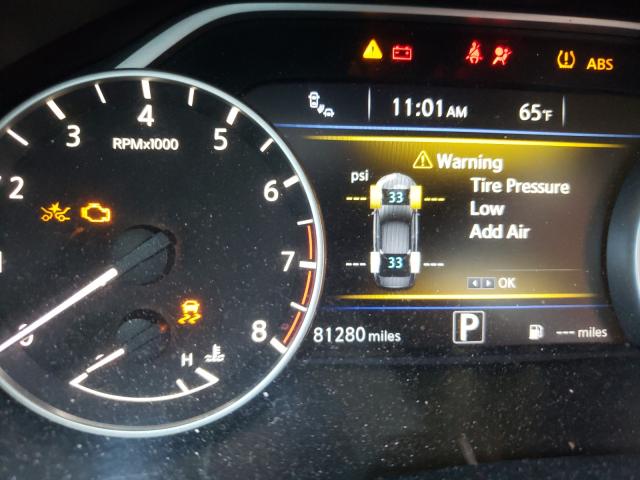 ABS
11:01 AM 65°F
Warning
psi
Tire Pressure
--- 33 ---
Low
Add Air
--- 33 ---
OK
81280 miles P --- miles
1 2 3 4 5 6 7 8
RPMx1000
H